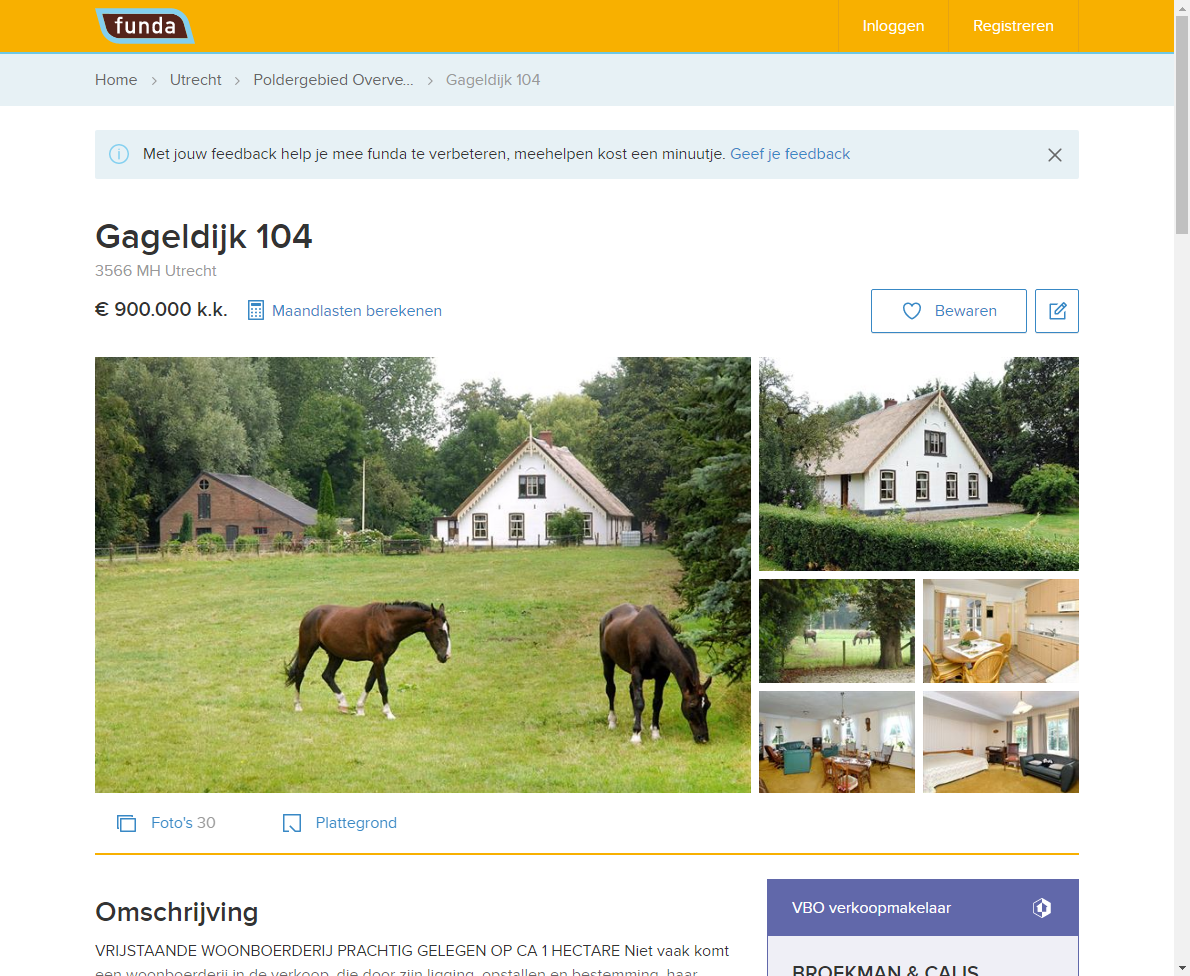 funda
Inloggen
Registreren
Home > Utrecht > Poldergebied Overve... > Gageldijk 104
Met jouw feedback help je mee funda te verbeteren, meehelpen kost een minuutje. Geef je feedback
Gageldijk 104
3566 MH Utrecht
€ 900.000 k.k.
Maandlasten berekenen
Bewaren
Foto's 30
Plattegrond
Omschrijving
VRIJSTAANDE WOONBOERDERIJ PRACHTIG GELEGEN OP CA 1 HECTARE Niet vaak komt
een woonboerderij in de verkoop, die door zijn ligging, opstallen en bestemming, haar
VBO verkoopmakelaar
BROEKMAN & CALIS